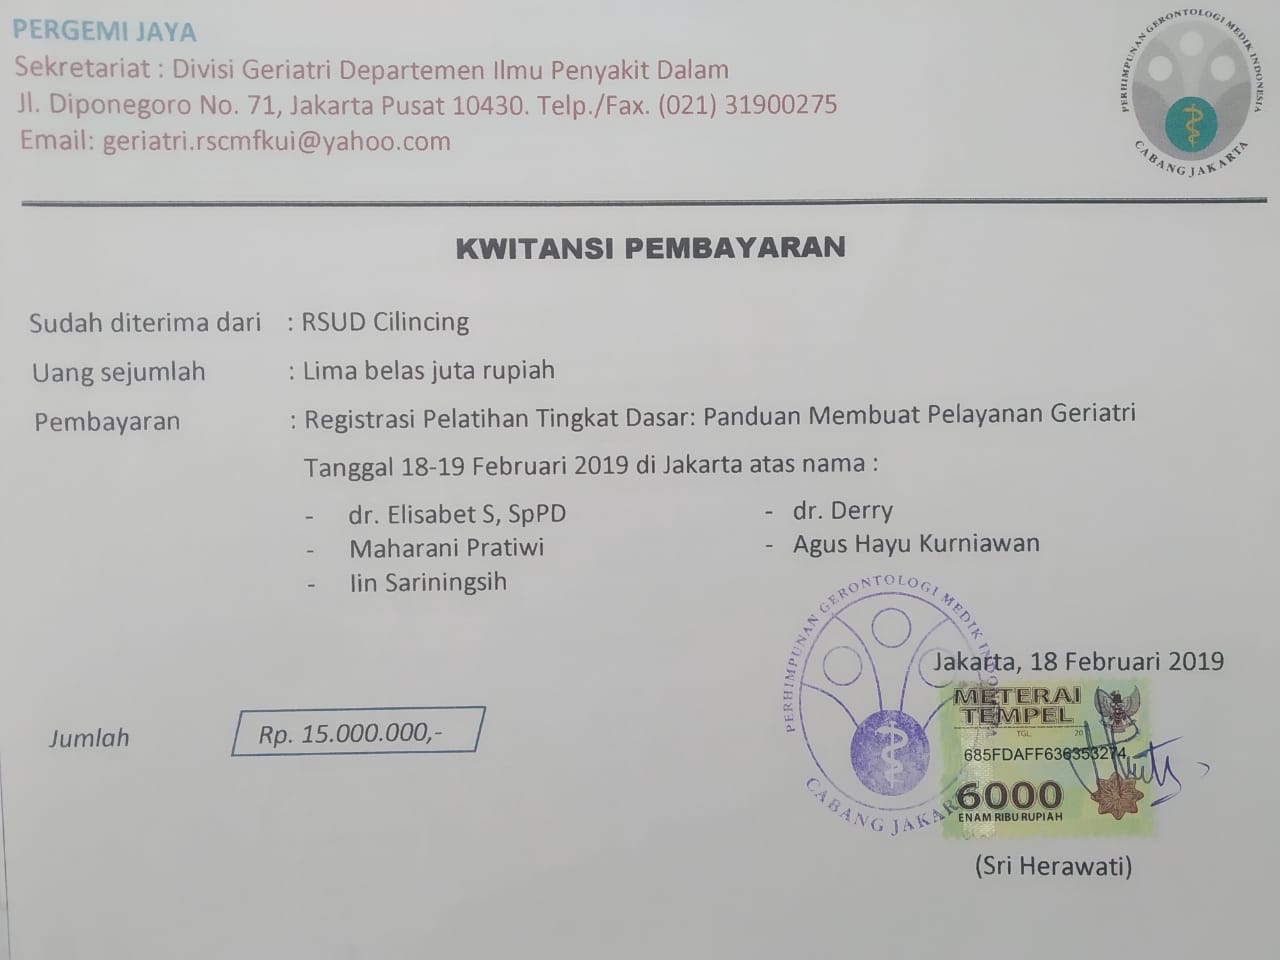 PERGEMI JAYA
Sekretariat : Divisi Geriatri Departemen Ilmu Penyakit Dalam
Jl. Diponegoro No. 71, Jakarta Pusat 10430. Telp./Fax. (021) 31900275
Email: geriatri.rscmfkui@yahoo.com
PERHIMPUNAN GERONTOLOGI MEDIK INDONESIA
CABANG JAKARTA
KWITANSI PEMBAYARAN
Sudah diterima dari : RSUD Cilincing
Uang sejumlah : Lima belas juta rupiah
Pembayaran : Registrasi Pelatihan Tingkat Dasar: Panduan Membuat Pelayanan Geriatri
Tanggal 18-19 Februari 2019 di Jakarta atas nama :
- dr. Elisabet S, SpPD - dr. Derry
- Maharani Pratiwi - Agus Hayu Kurniawan
- Iin Sariningsih
PERHIMPUNAN GERONTOLOGI MEDIK INDONESIA
CABANG JAKARTA
Jakarta, 18 Februari 2019
METERAI
TEMPEL
TGL. 20
685FDAFF636353274
6000
ENAM RIBU RUPIAH
Jumlah Rp. 15.000.000,-
(Sri Herawati)